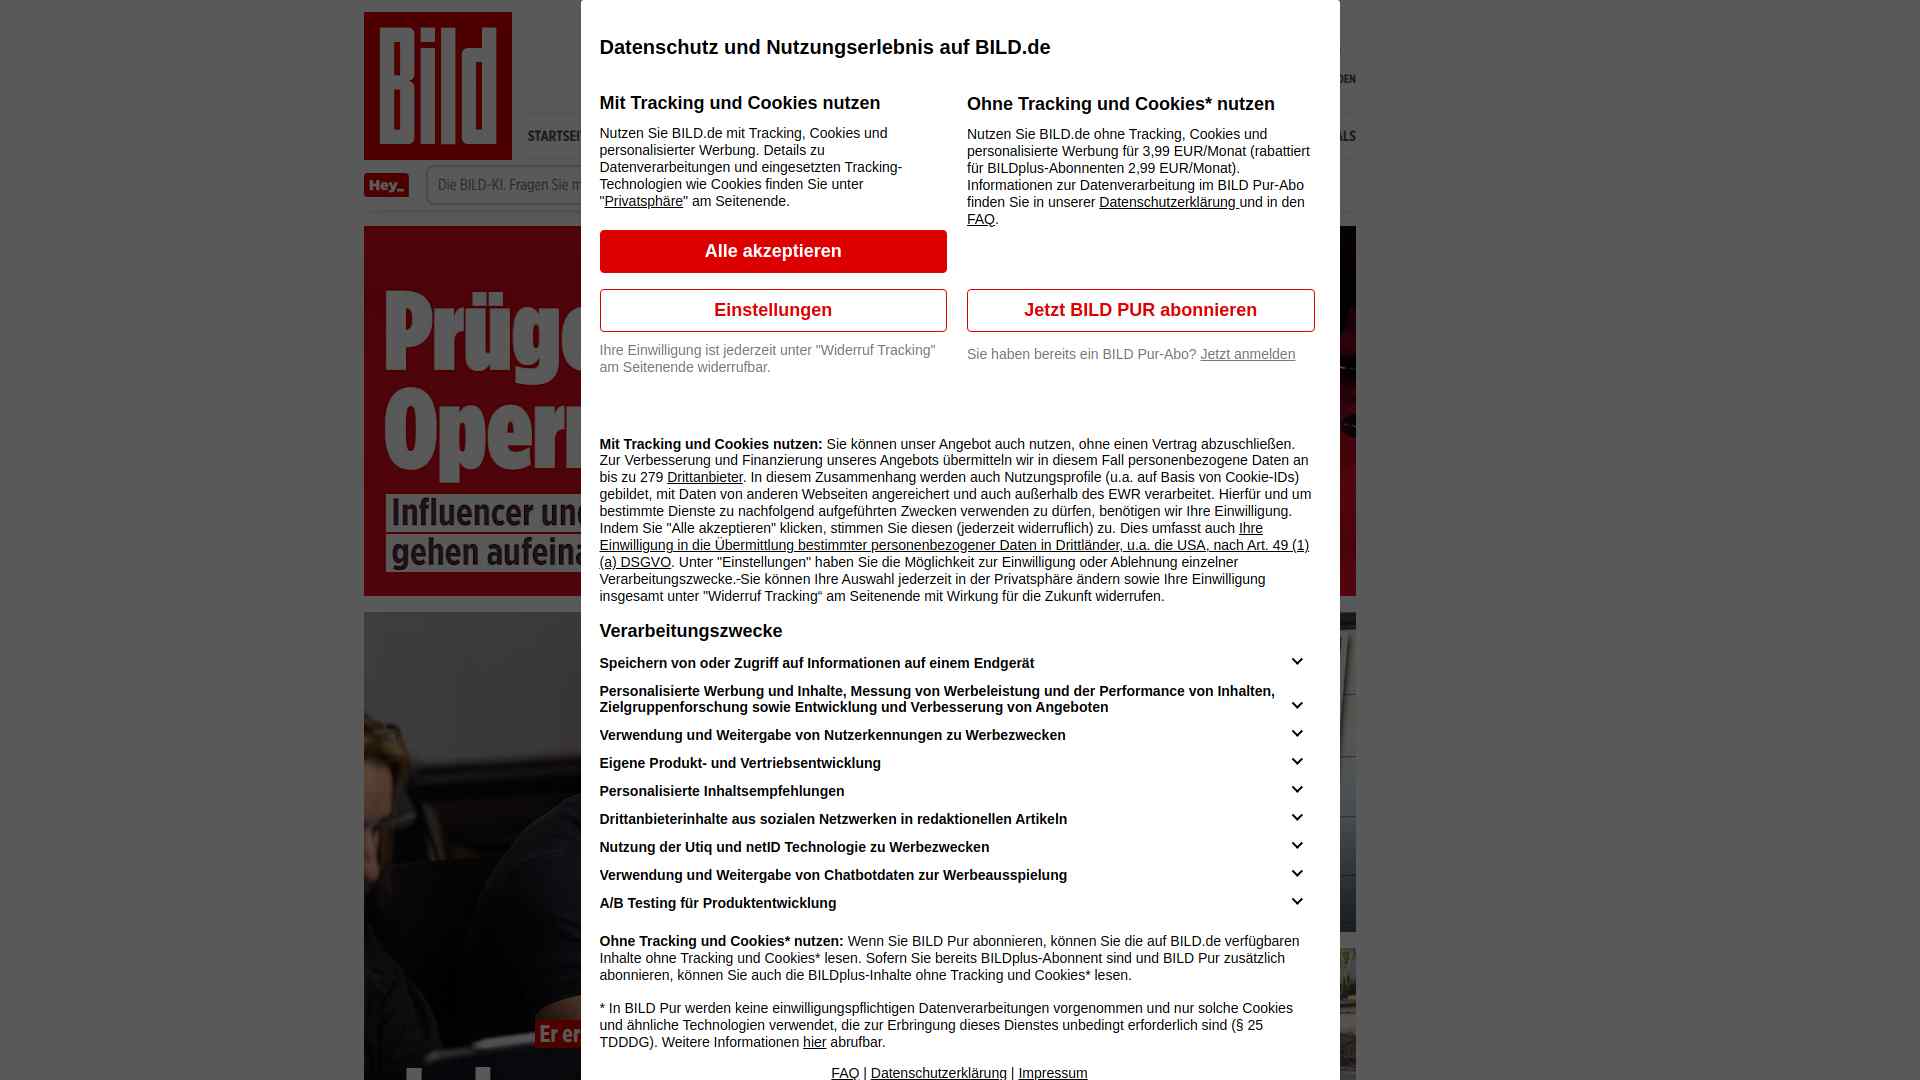 Bild
STARTSEI
DEN
ALS
Hey_
Die BILD-KI. Fragen Sie m
Prüge
Opern
Influencer un
gehen aufeina
Er er
Datenschutz und Nutzungserlebnis auf BILD.de
Mit Tracking und Cookies nutzen
Nutzen Sie BILD.de mit Tracking, Cookies und
personalisierter Werbung. Details zu
Datenverarbeitungen und eingesetzten Tracking-
Technologien wie Cookies finden Sie unter
"Privatsphäre" am Seitenende.
Alle akzeptieren
Einstellungen
Ihre Einwilligung ist jederzeit unter "Widerruf Tracking"
am Seitenende widerrufbar.
Ohne Tracking und Cookies* nutzen
Nutzen Sie BILD.de ohne Tracking, Cookies und
personalisierte Werbung für 3,99 EUR/Monat (rabattiert
für BILDplus-Abonnenten 2,99 EUR/Monat).
Informationen zur Datenverarbeitung im BILD Pur-Abo
finden Sie in unserer Datenschutzerklärung und in den
FAQ.
Jetzt BILD PUR abonnieren
Sie haben bereits ein BILD Pur-Abo? Jetzt anmelden
Mit Tracking und Cookies nutzen: Sie können unser Angebot auch nutzen, ohne einen Vertrag abzuschließen.
Zur Verbesserung und Finanzierung unseres Angebots übermitteln wir in diesem Fall personenbezogene Daten an
bis zu 279 Drittanbieter. In diesem Zusammenhang werden auch Nutzungsprofile (u.a. auf Basis von Cookie-IDs)
gebildet, mit Daten von anderen Webseiten angereichert und auch außerhalb des EWR verarbeitet. Hierfür und um
bestimmte Dienste zu nachfolgend aufgeführten Zwecken verwenden zu dürfen, benötigen wir Ihre Einwilligung.
Indem Sie "Alle akzeptieren" klicken, stimmen Sie diesen (jederzeit widerruflich) zu. Dies umfasst auch Ihre
Einwilligung in die Übermittlung bestimmter personenbezogener Daten in Drittländer, u.a. die USA, nach Art. 49 (1)
(a) DSGVO. Unter "Einstellungen" haben Sie die Möglichkeit zur Einwilligung oder Ablehnung einzelner
Verarbeitungszwecke.-Sie können Ihre Auswahl jederzeit in der Privatsphäre ändern sowie Ihre Einwilligung
insgesamt unter "Widerruf Tracking“ am Seitenende mit Wirkung für die Zukunft widerrufen.
Verarbeitungszwecke
Speichern von oder Zugriff auf Informationen auf einem Endgerät
Personalisierte Werbung und Inhalte, Messung von Werbeleistung und der Performance von Inhalten,
Zielgruppenforschung sowie Entwicklung und Verbesserung von Angeboten
Verwendung und Weitergabe von Nutzerkennungen zu Werbezwecken
Eigene Produkt- und Vertriebsentwicklung
Personalisierte Inhaltsempfehlungen
Drittanbieterinhalte aus sozialen Netzwerken in redaktionellen Artikeln
Nutzung der Utiq und netID Technologie zu Werbezwecken
Verwendung und Weitergabe von Chatbotdaten zur Werbeausspielung
A/B Testing für Produktentwicklung
Ohne Tracking und Cookies* nutzen: Wenn Sie BILD Pur abonnieren, können Sie die auf BILD.de verfügbaren
Inhalte ohne Tracking und Cookies* lesen. Sofern Sie bereits BILDplus-Abonnent sind und BILD Pur zusätzlich
abonnieren, können Sie auch die BILDplus-Inhalte ohne Tracking und Cookies* lesen.
* In BILD Pur werden keine einwilligungspflichtigen Datenverarbeitungen vorgenommen und nur solche Cookies
und ähnliche Technologien verwendet, die zur Erbringung dieses Dienstes unbedingt erforderlich sind (§ 25
TDDDG). Weitere Informationen hier abrufbar.
FAQ | Datenschutzerklärung | Impressum